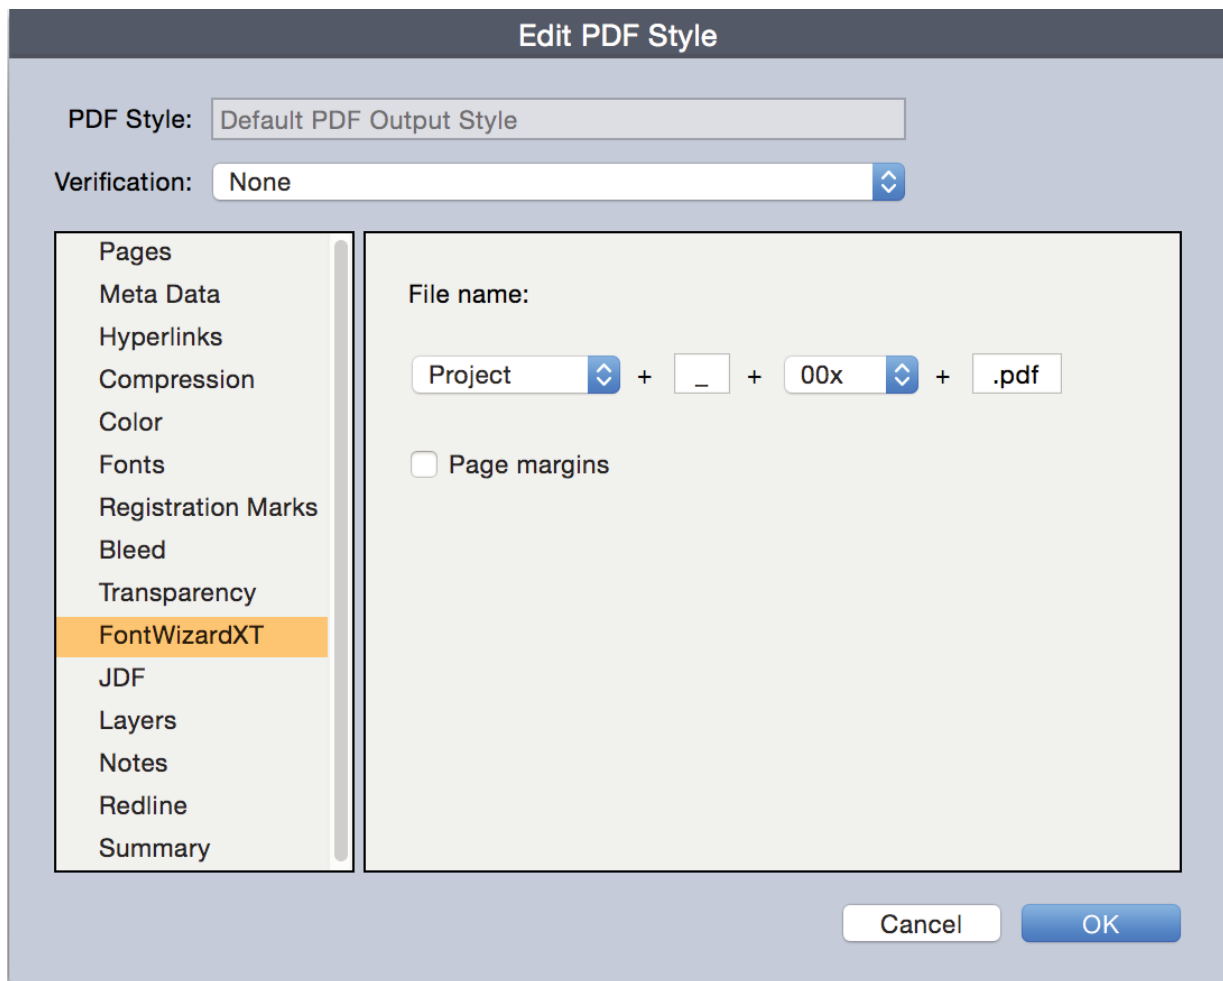 Edit PDF Style
PDF Style: Default PDF Output Style
Verification: None
Pages
Meta Data
Hyperlinks
Compression
Color
Fonts
Registration Marks
Bleed
Transparency
FontWizardXT
JDF
Layers
Notes
Redline
Summary
File name:
Project + _ + 00x + .pdf
Page margins
Cancel OK